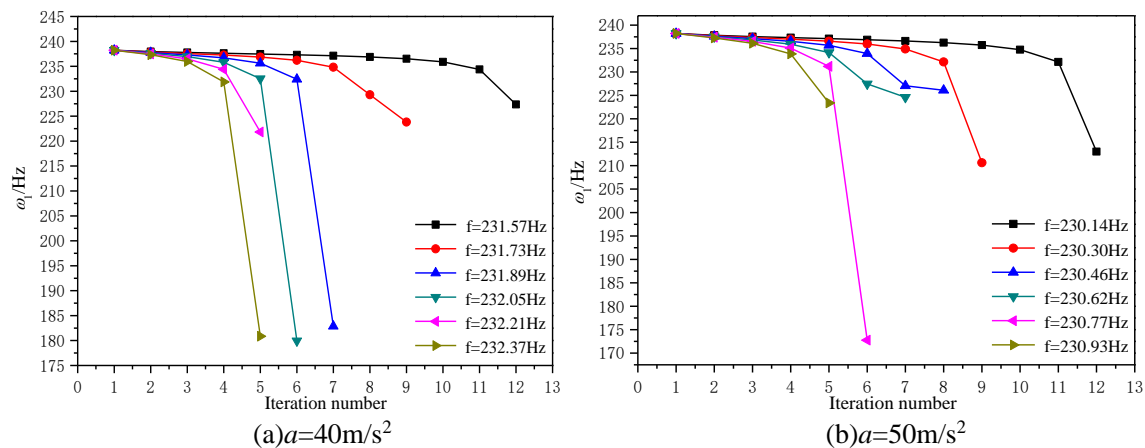 245
240
235
230
225
220
215
210
205
200
195
190
185
180
175
ω₁/Hz
f=231.57Hz
f=231.73Hz
f=231.89Hz
f=232.05Hz
f=232.21Hz
f=232.37Hz
0 1 2 3 4 5 6 7 8 9 10 11 12 13
Iteration number
(a)a=40m/s²
240
235
230
225
220
215
210
205
200
195
190
185
180
175
170
ω₁/Hz
f=230.14Hz
f=230.30Hz
f=230.46Hz
f=230.62Hz
f=230.77Hz
f=230.93Hz
0 1 2 3 4 5 6 7 8 9 10 11 12 13
Iteration number
(b)a=50m/s²